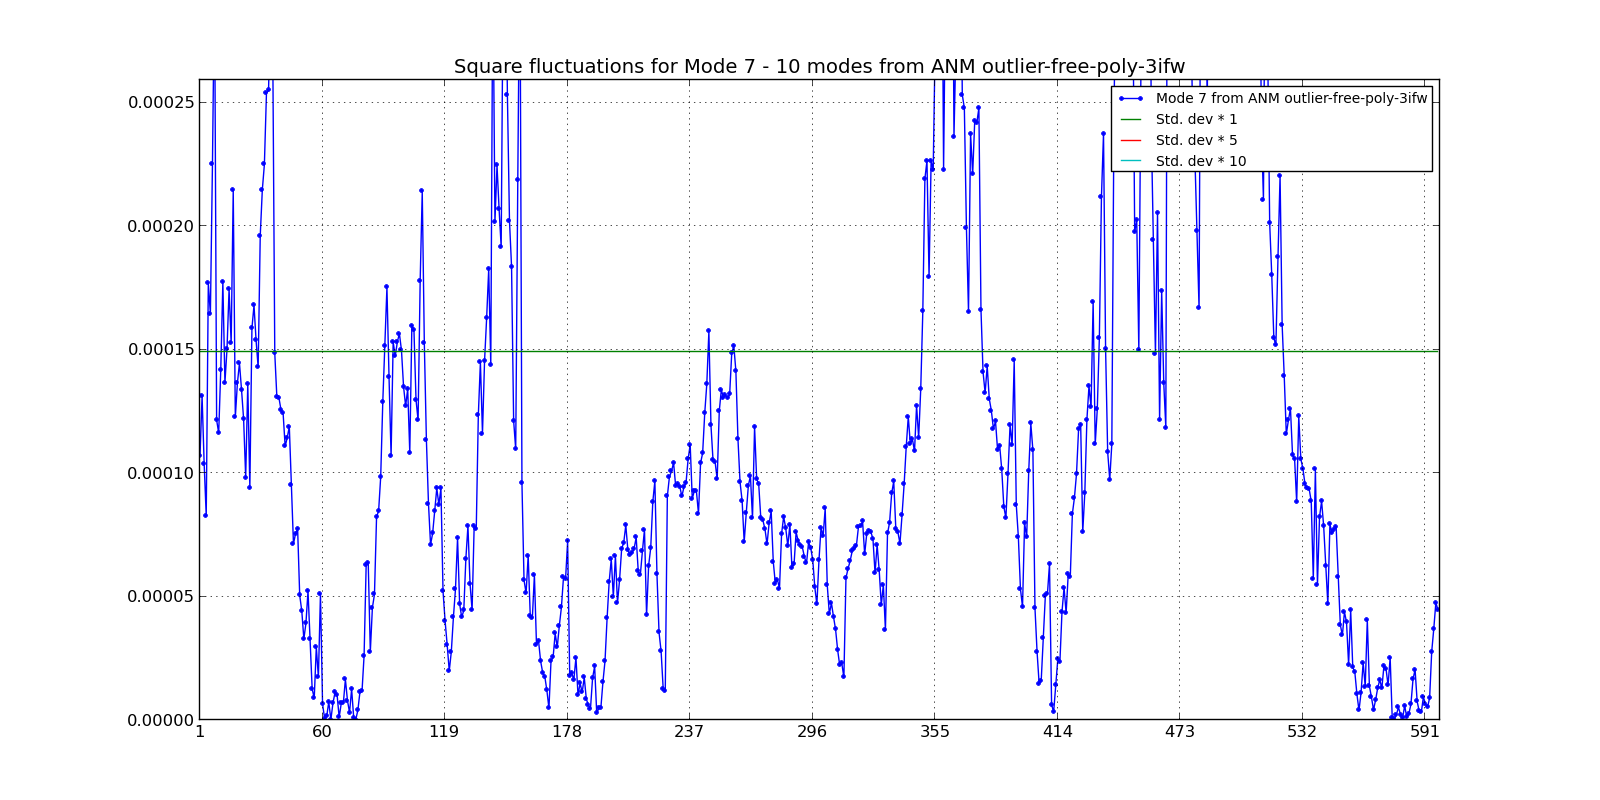 Square fluctuations for Mode 7 - 10 modes from ANM outlier-free-poly-3ifw
0.00025
0.00020
0.00015
0.00010
0.00005
0.00000
Mode 7 from ANM outlier-free-poly-3ifw
Std. dev * 1
Std. dev * 5
Std. dev * 10
1 60 119 178 237 296 355 414 473 532 591